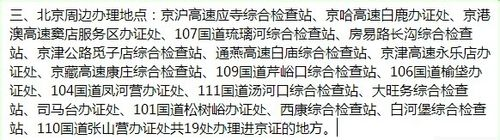 三、北京周边办理地点：京沪高速应寺综合检查站、京哈高速白鹿办证处、京港
澳高速窦店服务区办证处、107国道琉璃河综合检查站、房易路长沟综合检查
站、京津公路觅子店综合检查站、通燕高速白庙综合检查站、京津高速永乐店办
证处、京藏高速康庄综合检查站、109国道芹峪口综合检查站、106国道榆垡办
证处、104国道凤河营办证处、111国道汤河口综合检查站、大旺务综合检查
站、司马台办证处、101国道松树峪办证处、西康综合检查站、白河堡综合检查
站、110国道张山营办证处共19处办理进京证的地方。